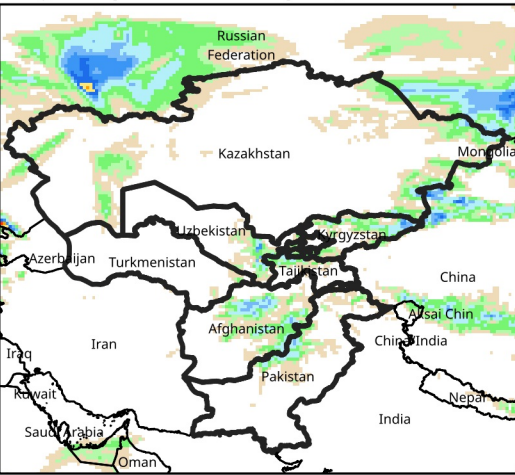 Russian
Federation
Kazakhstan
Mongolia
Uzbekistan
Kyrgyzstan
Azerbaijan
Turkmenistan
Tajikistan
China
Afghanistan
Aksai Chin
Iran
China/India
Iraq
Pakistan
Kuwait
Nepal
India
Saudi Arabia
Oman